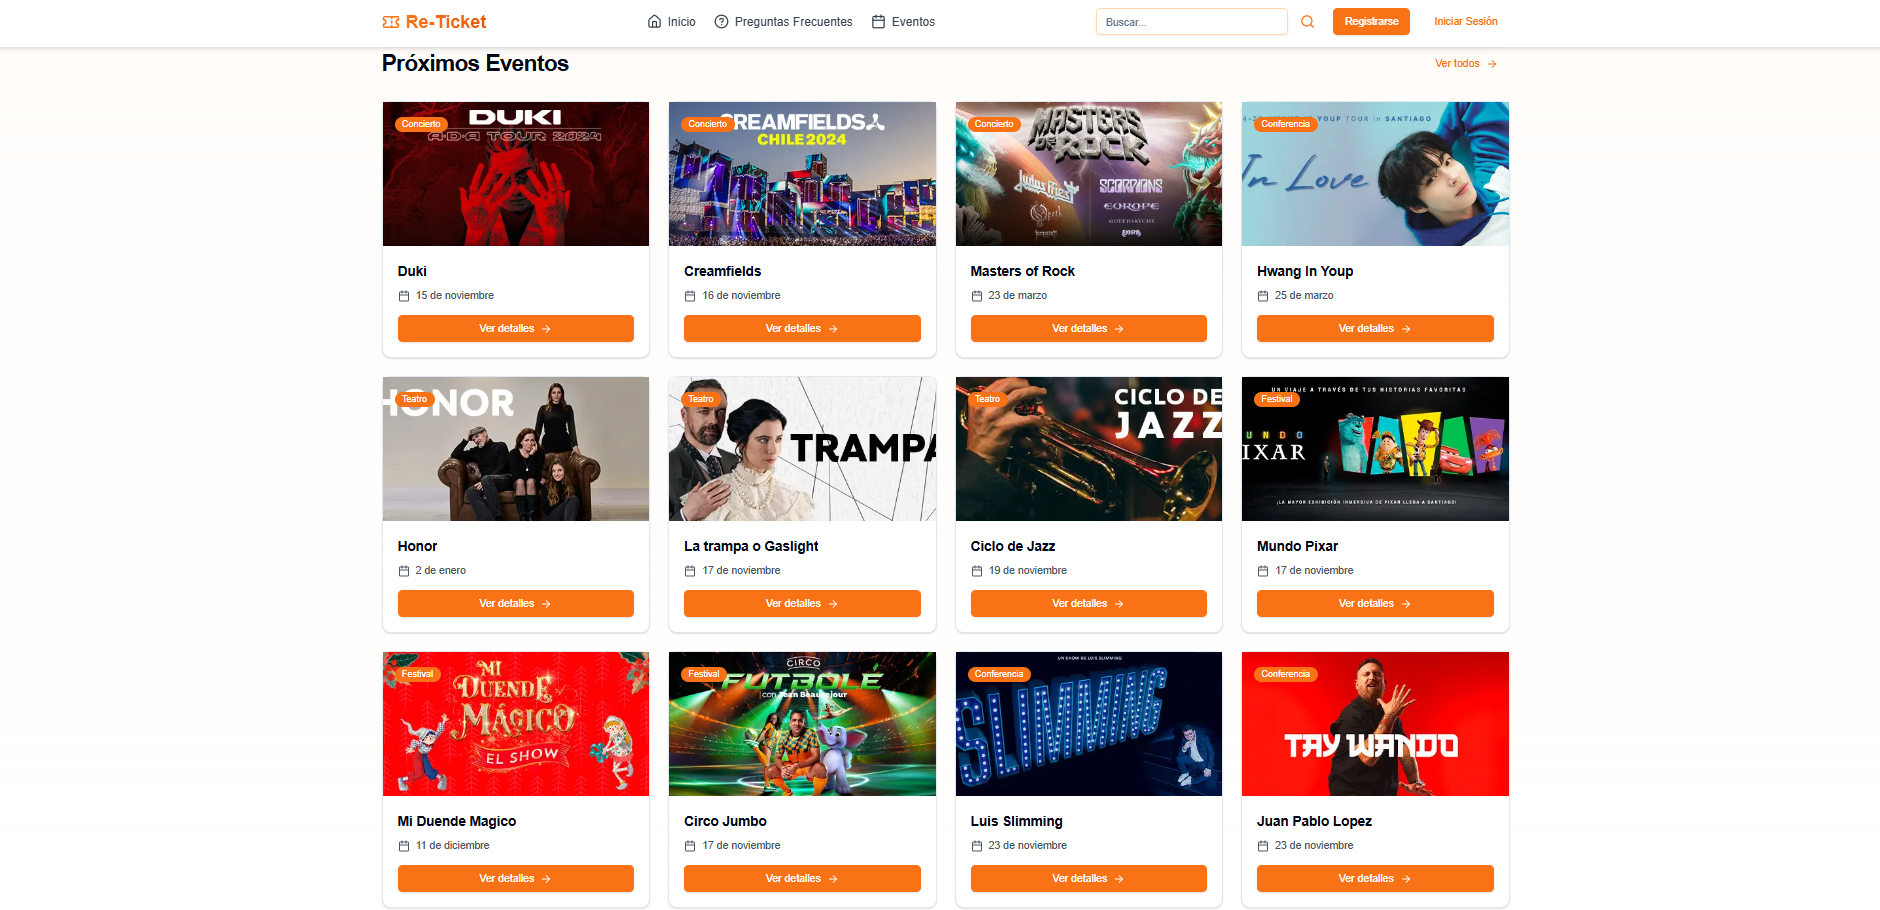 Re-Ticket
Inicio
Preguntas Frecuentes
Eventos
Buscar...
Registrarse
Iniciar Sesión
Próximos Eventos
Ver todos
Concierto
DUKI
A·D·A TOUR 2024
Duki
15 de noviembre
Ver detalles
Concierto
CREAMFIELDS
CHILE 2024
Creamfields
16 de noviembre
Ver detalles
Concierto
MASTERS
OF ROCK
Judas Priest
SCORPIONS
Opeth
EUROPE
QUEENSRYCHE
Masters of Rock
23 de marzo
Ver detalles
Conferencia
YOUP TOUR in SANTIAGO
In Love
Hwang In Youp
25 de marzo
Ver detalles
Teatro
HONOR
Honor
2 de enero
Ver detalles
Teatro
TRAMPA
La trampa o Gaslight
17 de noviembre
Ver detalles
Teatro
CICLO DE
JAZZ
Ciclo de Jazz
19 de noviembre
Ver detalles
Festival
UN VIAJE A TRAVÉS DE TUS HISTORIAS FAVORITAS
UNDO
IXAR
¡LA MAYOR EXHIBICIÓN INMERSIVA DE PIXAR LLEGA A SANTIAGO!
Mundo Pixar
17 de noviembre
Ver detalles
Festival
MI
DUENDE
MÁGICO
EL SHOW
Mi Duende Magico
11 de diciembre
Ver detalles
Festival
CIRCO
FUTBOLÉ
con Jean Beausejour
Circo Jumbo
17 de noviembre
Ver detalles
Conferencia
UN SHOW DE LUIS SLIMMING
SLIMMING
Luis Slimming
23 de noviembre
Ver detalles
Conferencia
TAY WANDO
Juan Pablo Lopez
23 de noviembre
Ver detalles